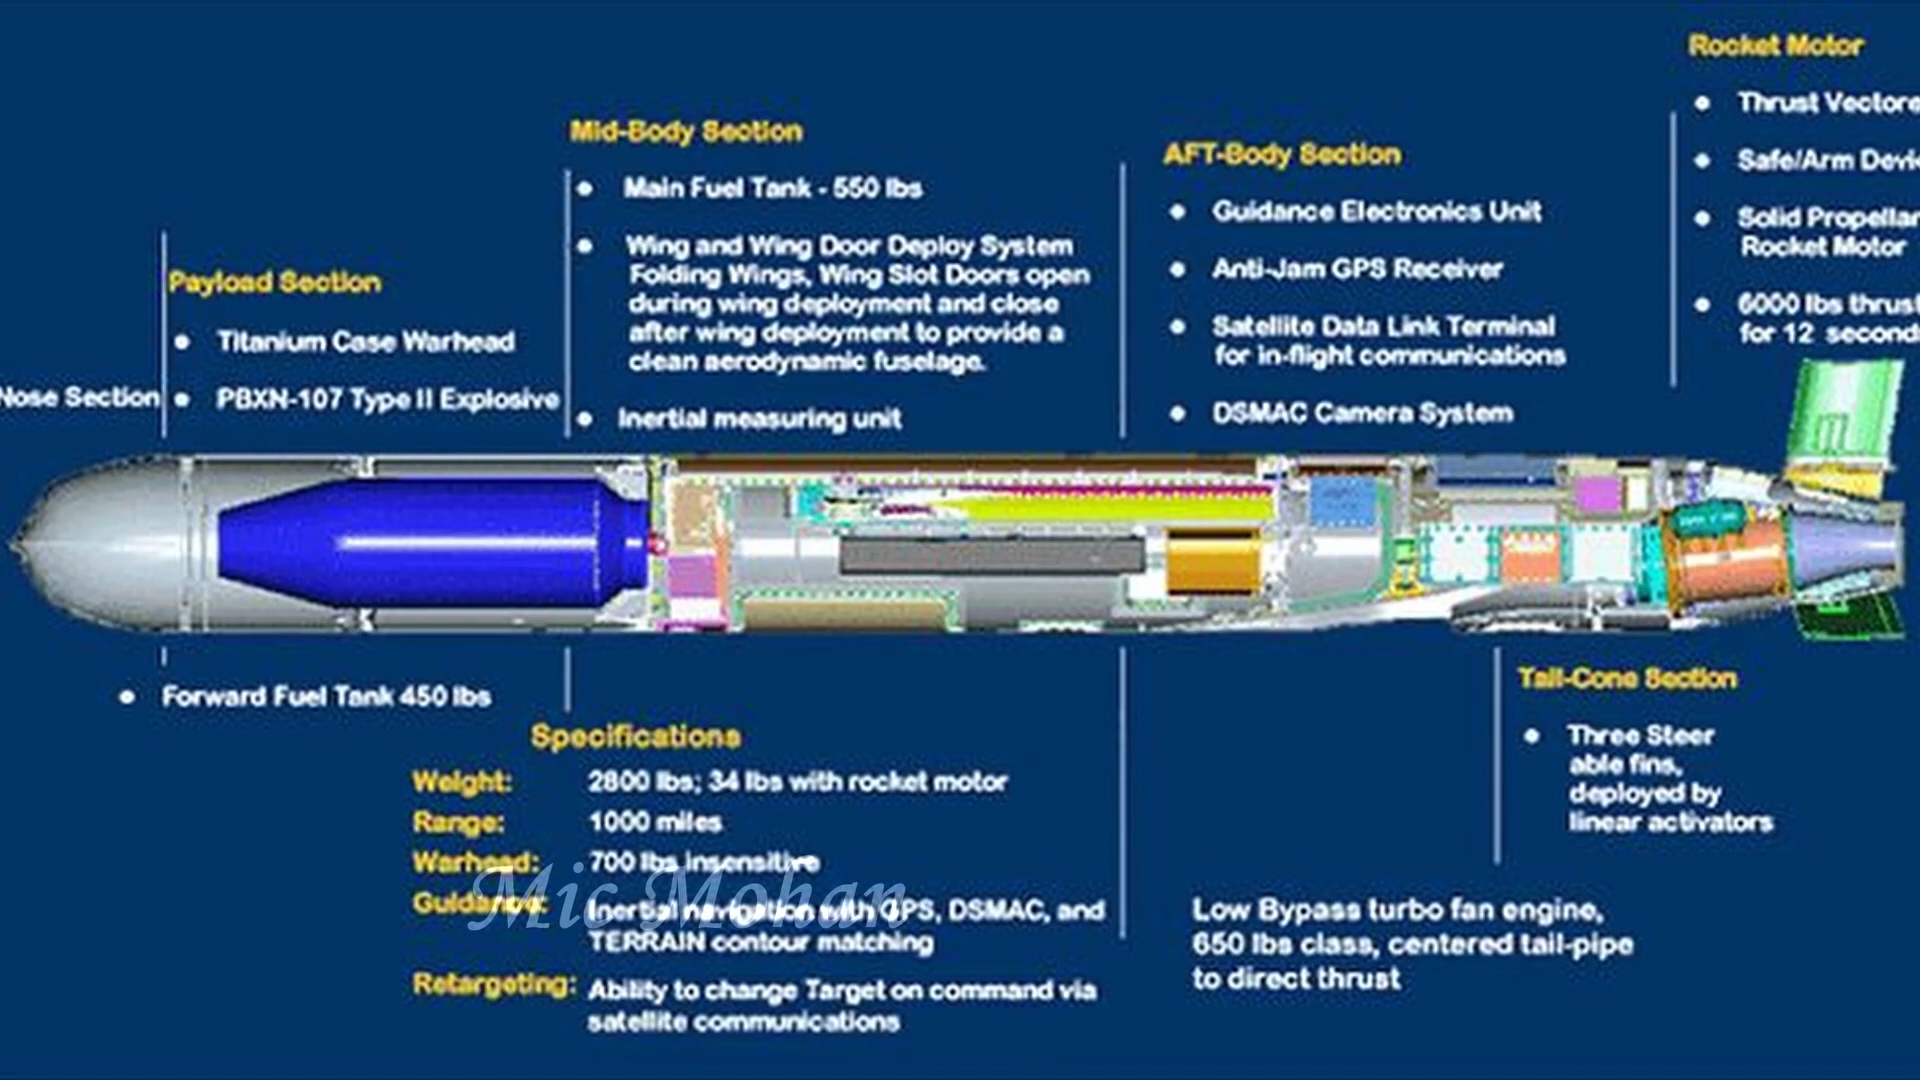 Rocket Motor
Thrust Vectore
Safe/Arm Devi
Solid Propellar
Rocket Motor
6000 lbs thrust
for 12 second
Mid-Body Section
Main Fuel Tank - 550 lbs
Wing and Wing Door Deploy System
Folding Wings, Wing Slot Doors open
during wing deployment and close
after wing deployment to provide a
clean aerodynamic fuselage.
Inertial measuring unit
AFT-Body Section
Guidance Electronics Unit
Anti-Jam GPS Receiver
Satellite Data Link Terminal
for in-flight communications
DSMAC Camera System
Payload Section
Titanium Case Warhead
PBXN-107 Type II Explosive
Nose Section
Forward Fuel Tank 450 lbs
Specifications
Weight: 2800 lbs; 34 lbs with rocket motor
Range: 1000 miles
Warhead: 700 lbs insensitive
Guidance: Inertial navigation with GPS, DSMAC, and
TERRAIN contour matching
Retargeting: Ability to change Target on command via
satellite communications
Mic Mohan
Tail-Cone Section
Three Steer
able fins,
deployed by
linear activators
Low Bypass turbo fan engine,
650 lbs class, centered tail-pipe
to direct thrust